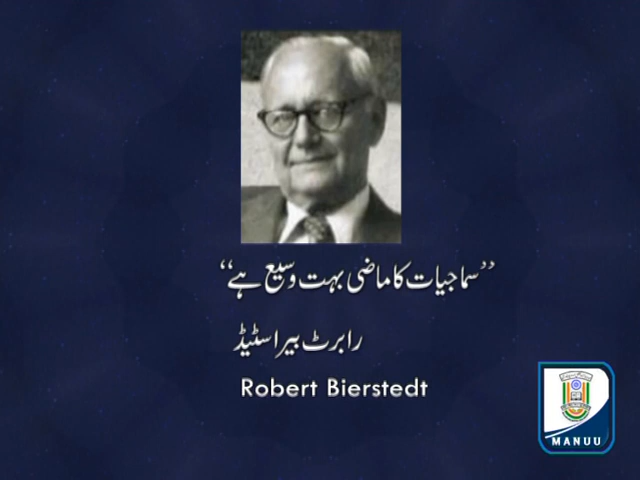 ”سماجیات کا ماضی بہت وسیع ہے“
رابرٹ بیراسٹیڈ
Robert Bierstedt
MANUU